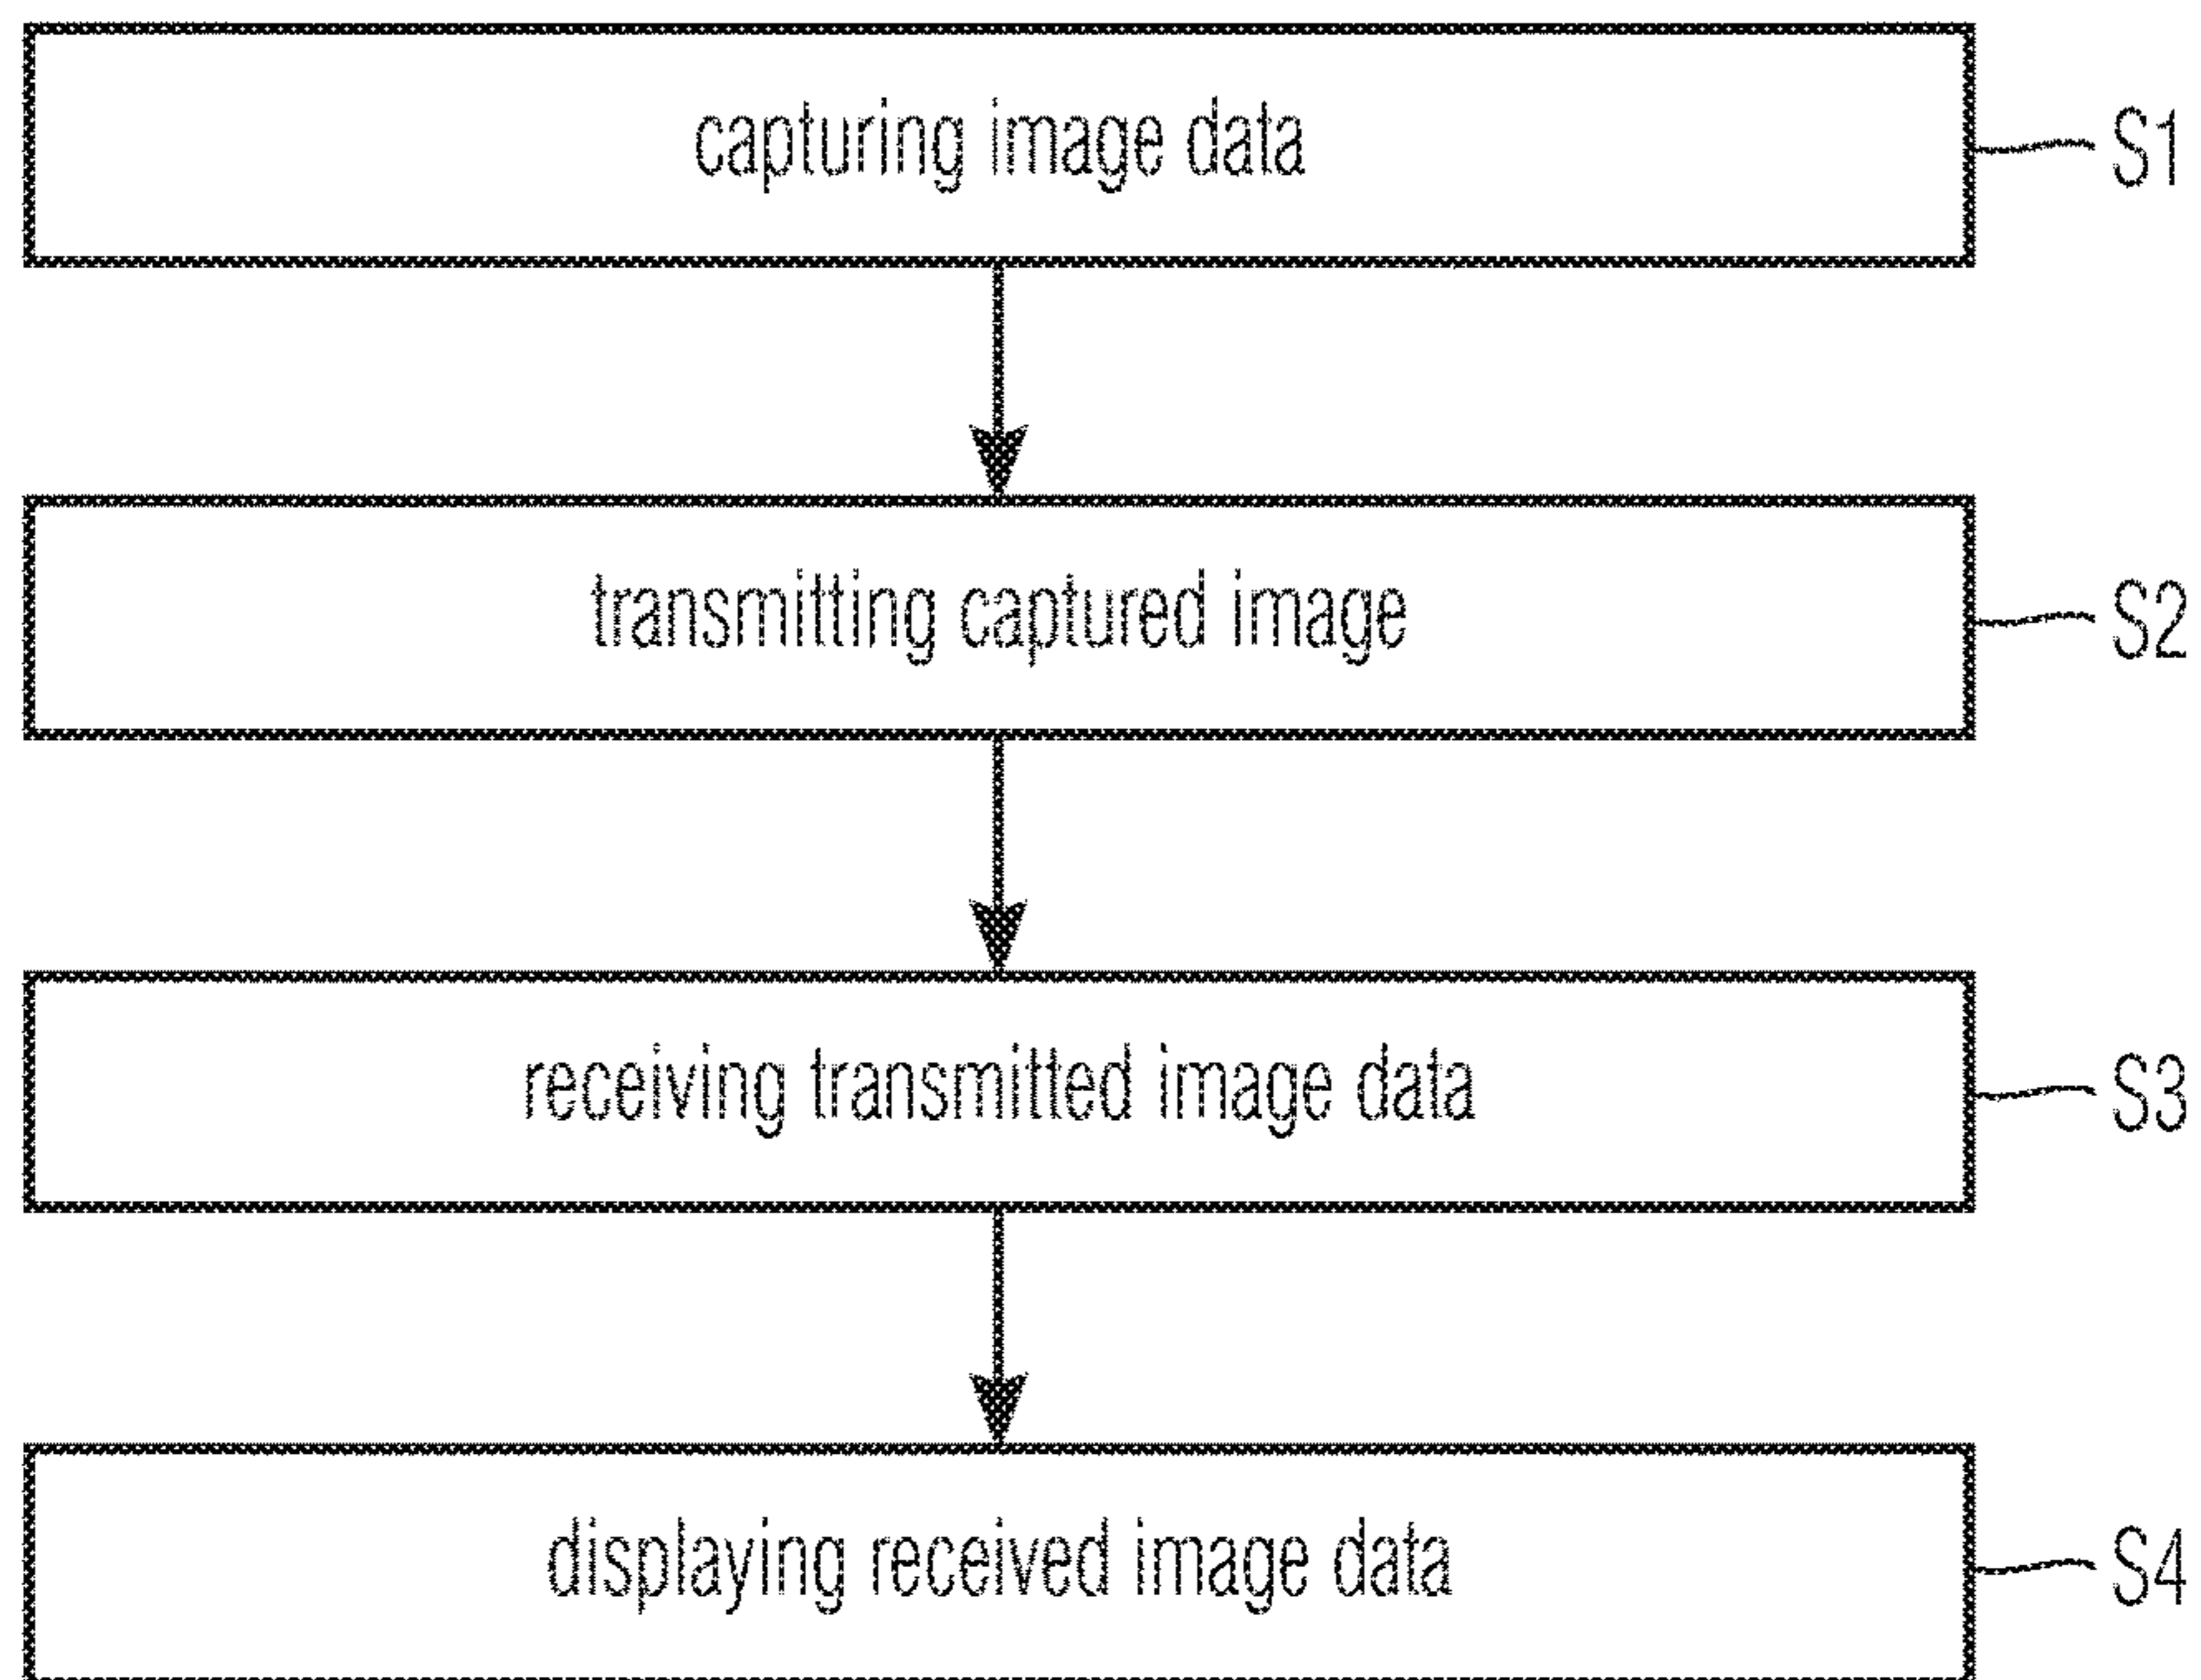 capturing image data
S1
transmitting captured image
S2
receiving transmitted image data
S3
displaying received image data
S4